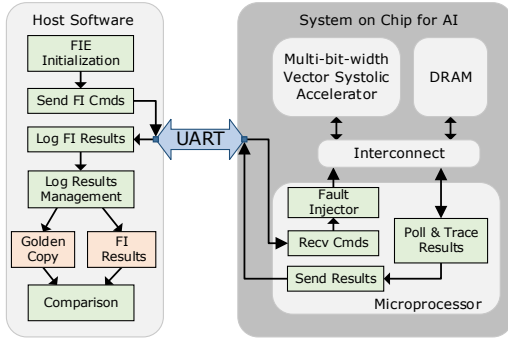 Host Software
FIE
Initialization
Send FI Cmds
Log FI Results
Log Results
Management
Golden
Copy
FI
Results
Comparison
UART
System on Chip for AI
Multi-bit-width
Vector Systolic
Accelerator
DRAM
Interconnect
Fault
Injector
Recv Cmds
Poll & Trace
Results
Send Results
Microprocessor